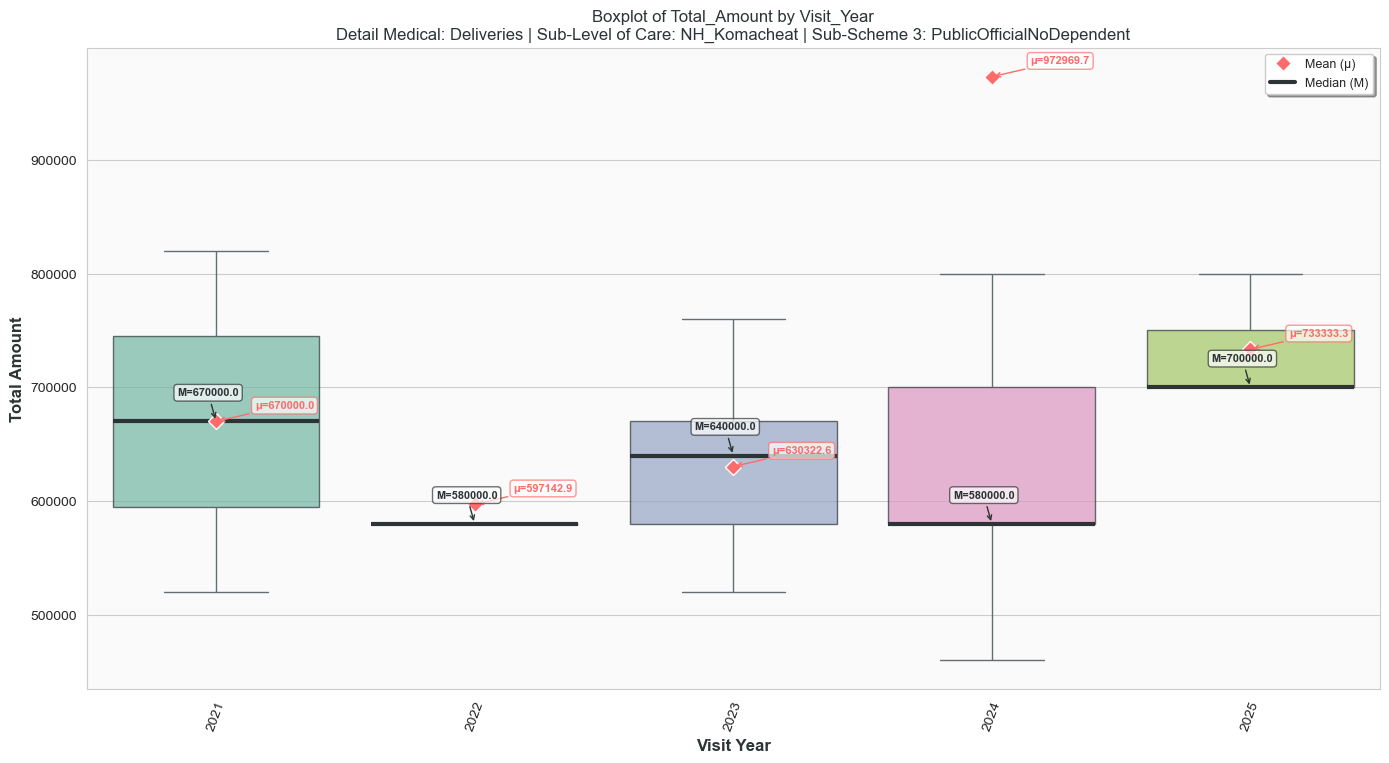 Boxplot of Total_Amount by Visit_Year
Detail Medical: Deliveries | Sub-Level of Care: NH_Komacheat | Sub-Scheme 3: PublicOfficialNoDependent
Mean (μ)
Median (M)
μ=972969.7
900000
800000
700000
600000
500000
Total Amount
M=670000.0
μ=670000.0
M=580000.0
μ=597142.9
M=640000.0
μ=630322.6
M=580000.0
μ=733333.3
M=700000.0
2021
2022
2023
2024
2025
Visit Year